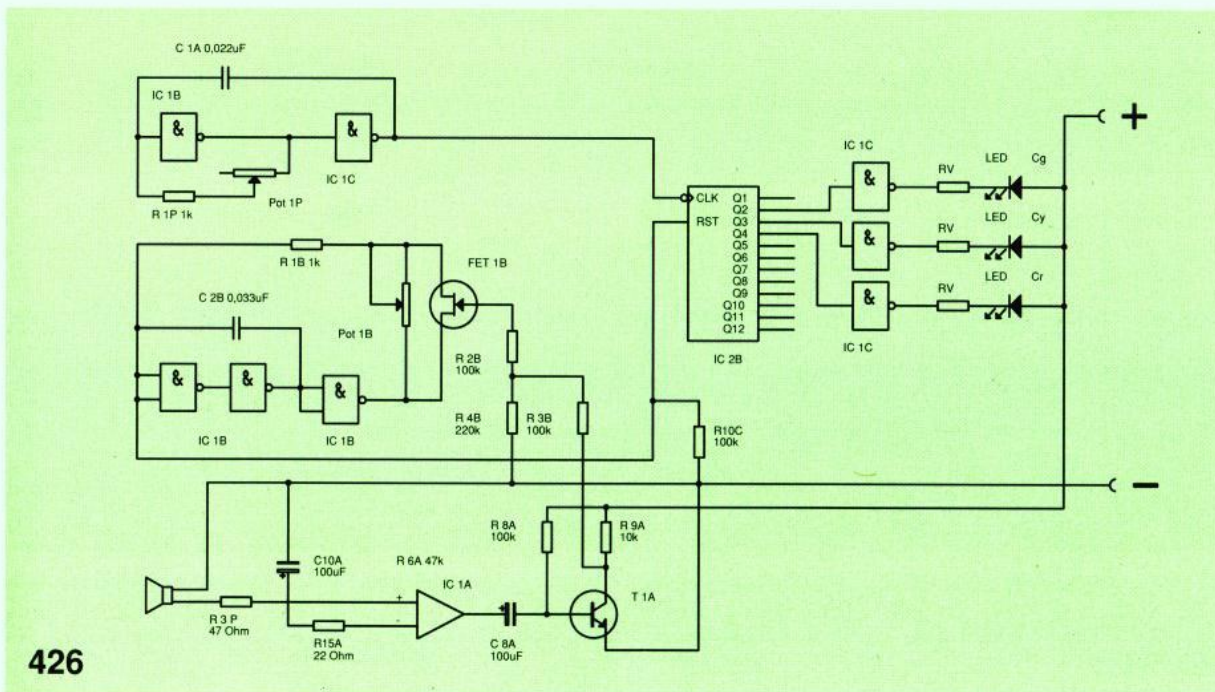 C 1A 0,022uF
IC 1B
&
&
IC 1C
R 1P 1k
Pot 1P
R 1B 1k
FET 1B
C 2B 0,033uF
Pot 1B
R 2B
100k
&
&
&
IC 1B
IC 1B
R 4B
220k
R 3B
100k
CLK
RST
Q1
Q2
Q3
Q4
Q5
Q6
Q7
Q8
Q9
Q10
Q11
Q12
IC 2B
IC 1C
&
RV
LED
Cg
&
RV
LED
Cy
&
RV
LED
Cr
IC 1C
+
R10C
100k
−
R 8A
100k
R 9A
10k
C10A
100uF
+
R 6A 47k
IC 1A
+
T 1A
R 3 P
47 Ohm
R15A
22 Ohm
+
C 8A
100uF
426